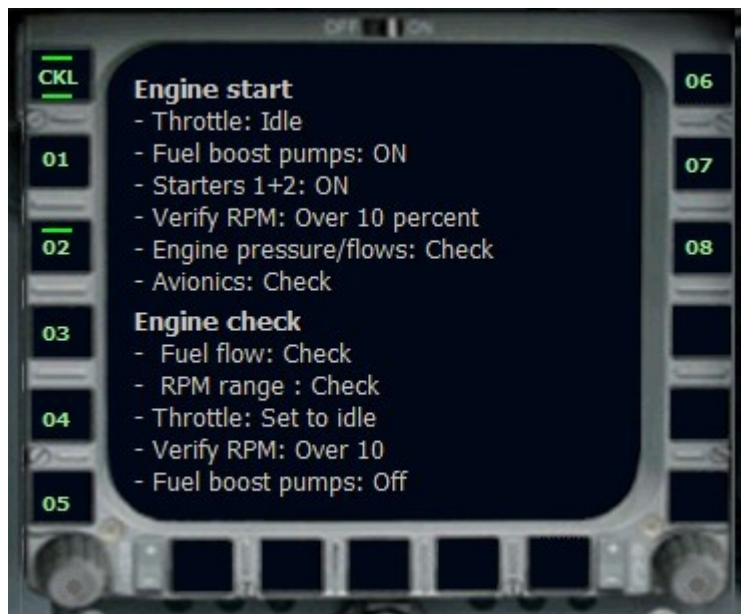 OFF ON
CKL
01
02
03
04
05
Engine start
- Throttle: Idle
- Fuel boost pumps: ON
- Starters 1+2: ON
- Verify RPM: Over 10 percent
- Engine pressure/flows: Check
- Avionics: Check
Engine check
- Fuel flow: Check
- RPM range : Check
- Throttle: Set to idle
- Verify RPM: Over 10
- Fuel boost pumps: Off
06
07
08